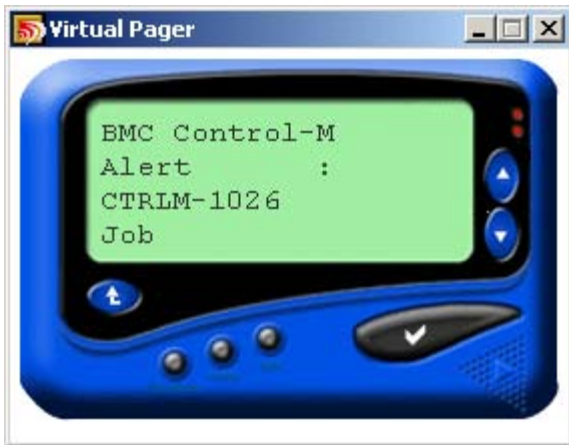 Virtual Pager
BMC Control-M
Alert :
CTRLM-1026
Job